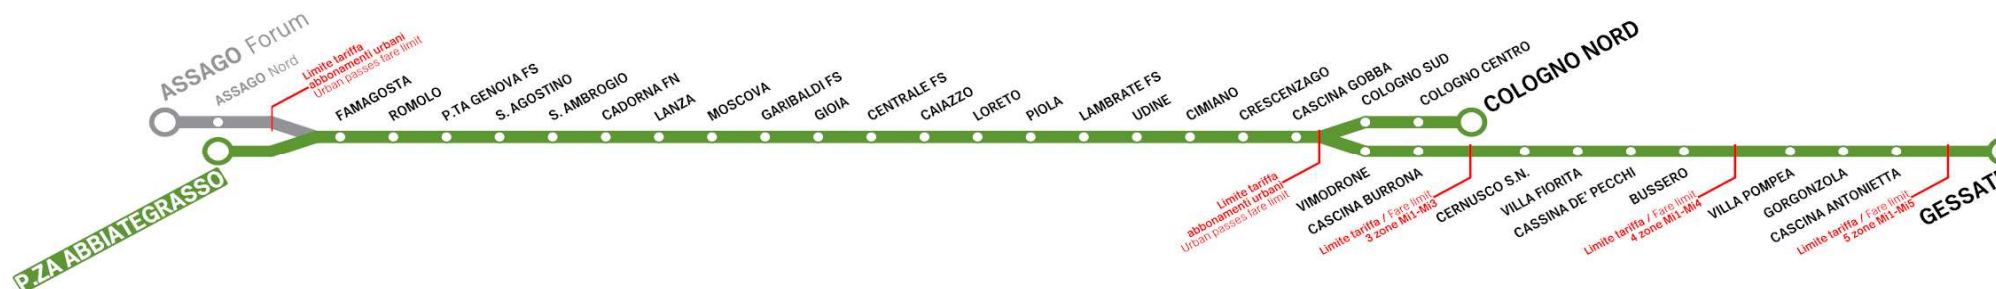 ASSAGO Forum
ASSAGO Nord
Limite tariffa
abbonamenti urbani
Urban passes fare limit
P.ZA ABBIATEGRASSO
FAMAGOSTA
ROMOLO
P.TA GENOVA FS
S. AGOSTINO
S. AMBROGIO
CADORNA FN
LANZA
MOSCOVA
GARIBALDI FS
GIOIA
CENTRALE FS
CAIAZZO
LORETO
PIOLA
LAMBRATE FS
UDINE
CIMIANO
CRESCENZAGO
CASCINA GOBBA
COLOGNO SUD
COLOGNO CENTRO
COLOGNO NORD
Limite tariffa
abbonamenti urbani
Urban passes fare limit
VIMODRONE
CASCINA BURRONA
Limite tariffa / Fare limit
3 zone Mi1-Mi3
CERNUSCO S.N.
VILLA FIORITA
CASSINA DE' PECCHI
BUSSERO
Limite tariffa / Fare limit
4 zone Mi1-Mi4
VILLA POMPEA
GORGONZOLA
CASCINA ANTONIETTA
Limite tariffa / Fare limit
5 zone Mi1-Mi5
GESSAT